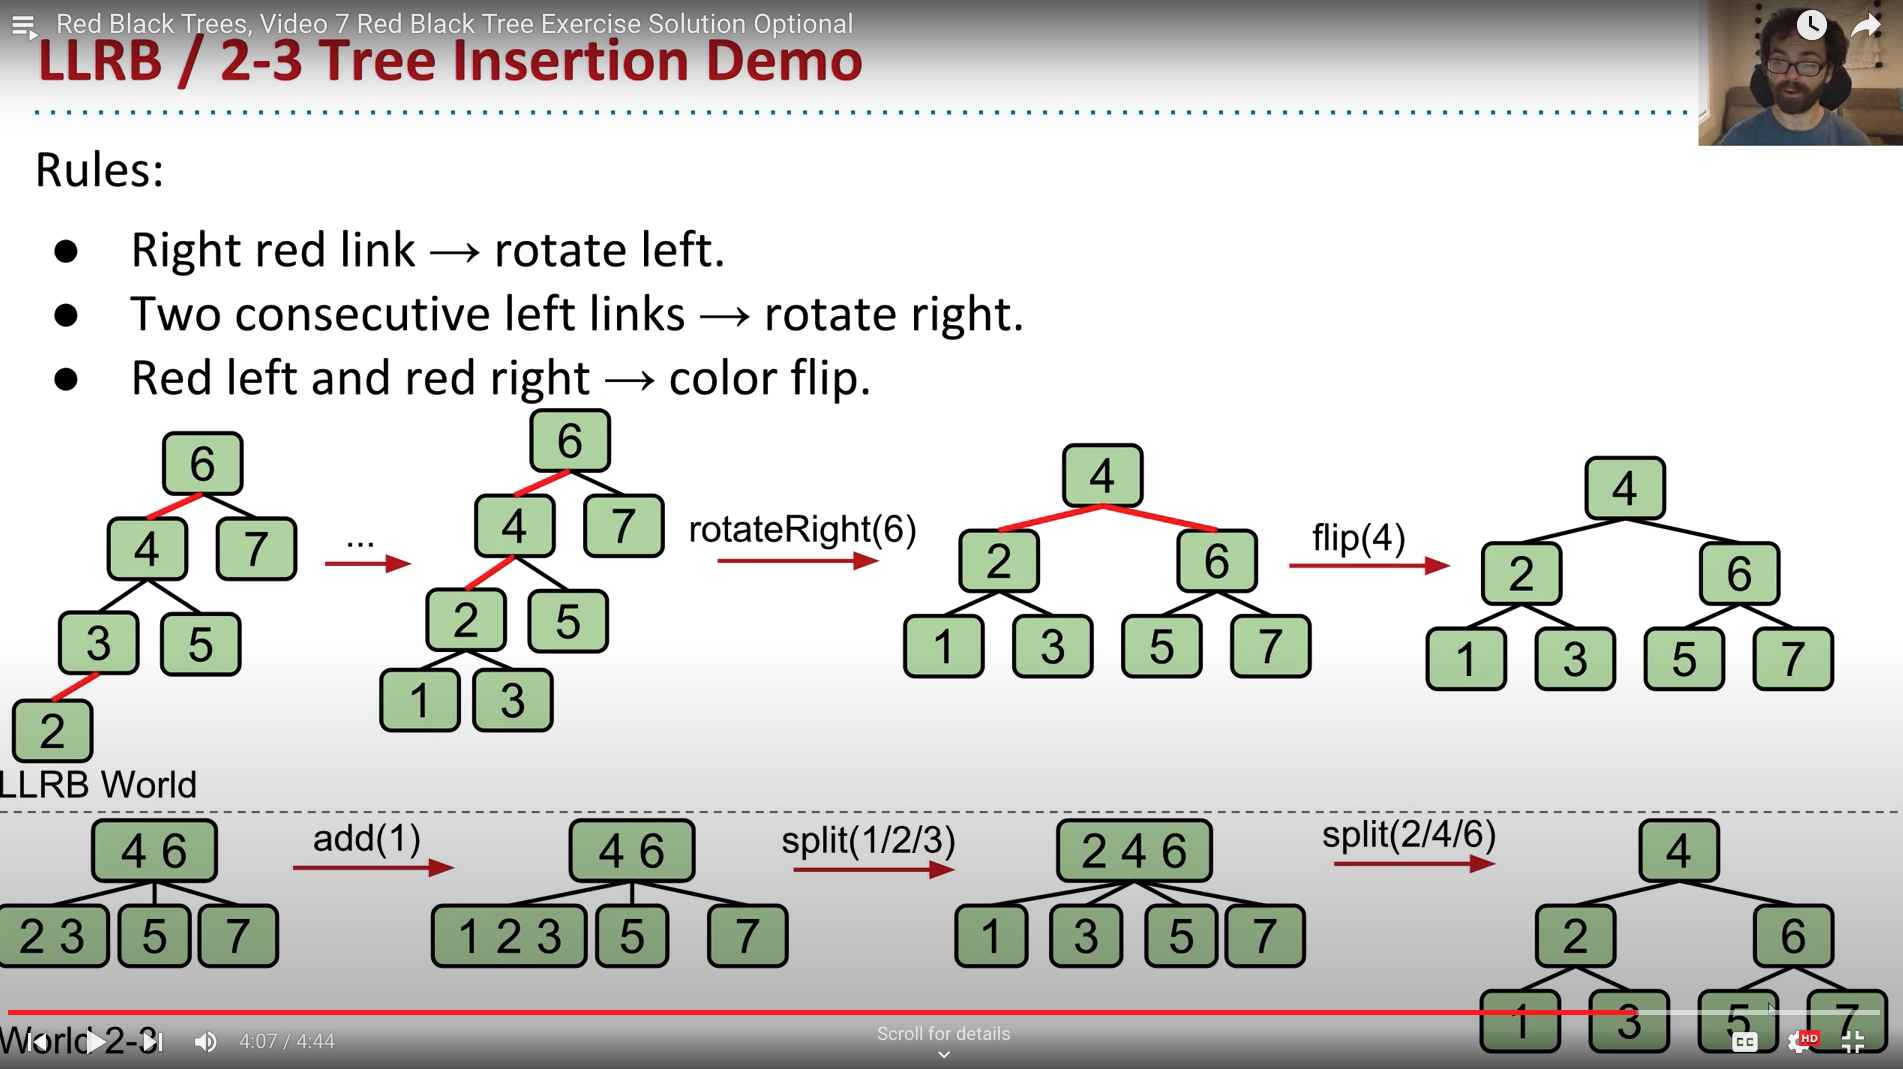 Red Black Trees, Video 7 Red Black Tree Exercise Solution Optional
LLRB / 2-3 Tree Insertion Demo
Rules:
● Right red link → rotate left.
● Two consecutive left links → rotate right.
● Red left and red right → color flip.
6
4 7
3 5
2
...
6
4 7
2 5
1 3
rotateRight(6)
4
2 6
1 3 5 7
flip(4)
4
2 6
1 3 5 7
LLRB World
4 6
2 3 5 7
add(1)
4 6
1 2 3 5 7
split(1/2/3)
2 4 6
1 3 5 7
split(2/4/6)
4
2 6
1 3 5 7
World 2-3
4:07 / 4:44
Scroll for details
CC
HD